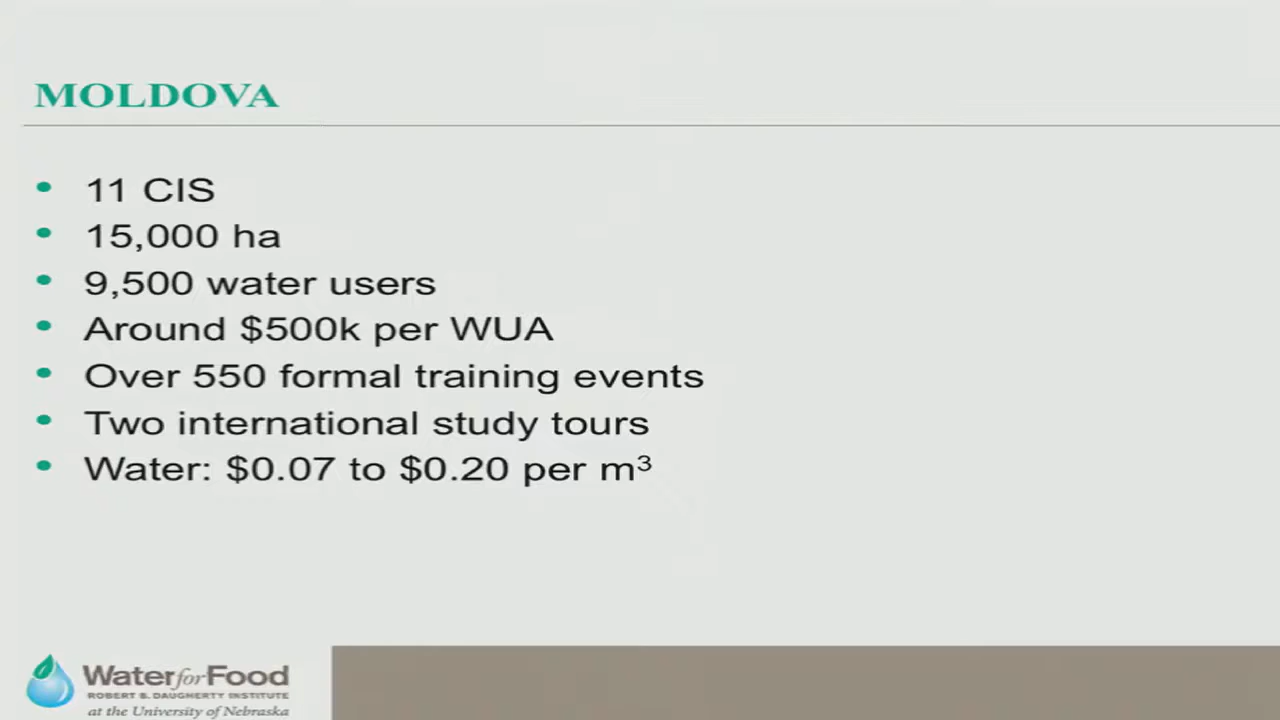 MOLDOVA
• 11 CIS
• 15,000 ha
• 9,500 water users
• Around $500k per WUA
• Over 550 formal training events
• Two international study tours
• Water: $0.07 to $0.20 per m³
Water for Food
ROBERT B. DAUGHERTY INSTITUTE
at the University of Nebraska